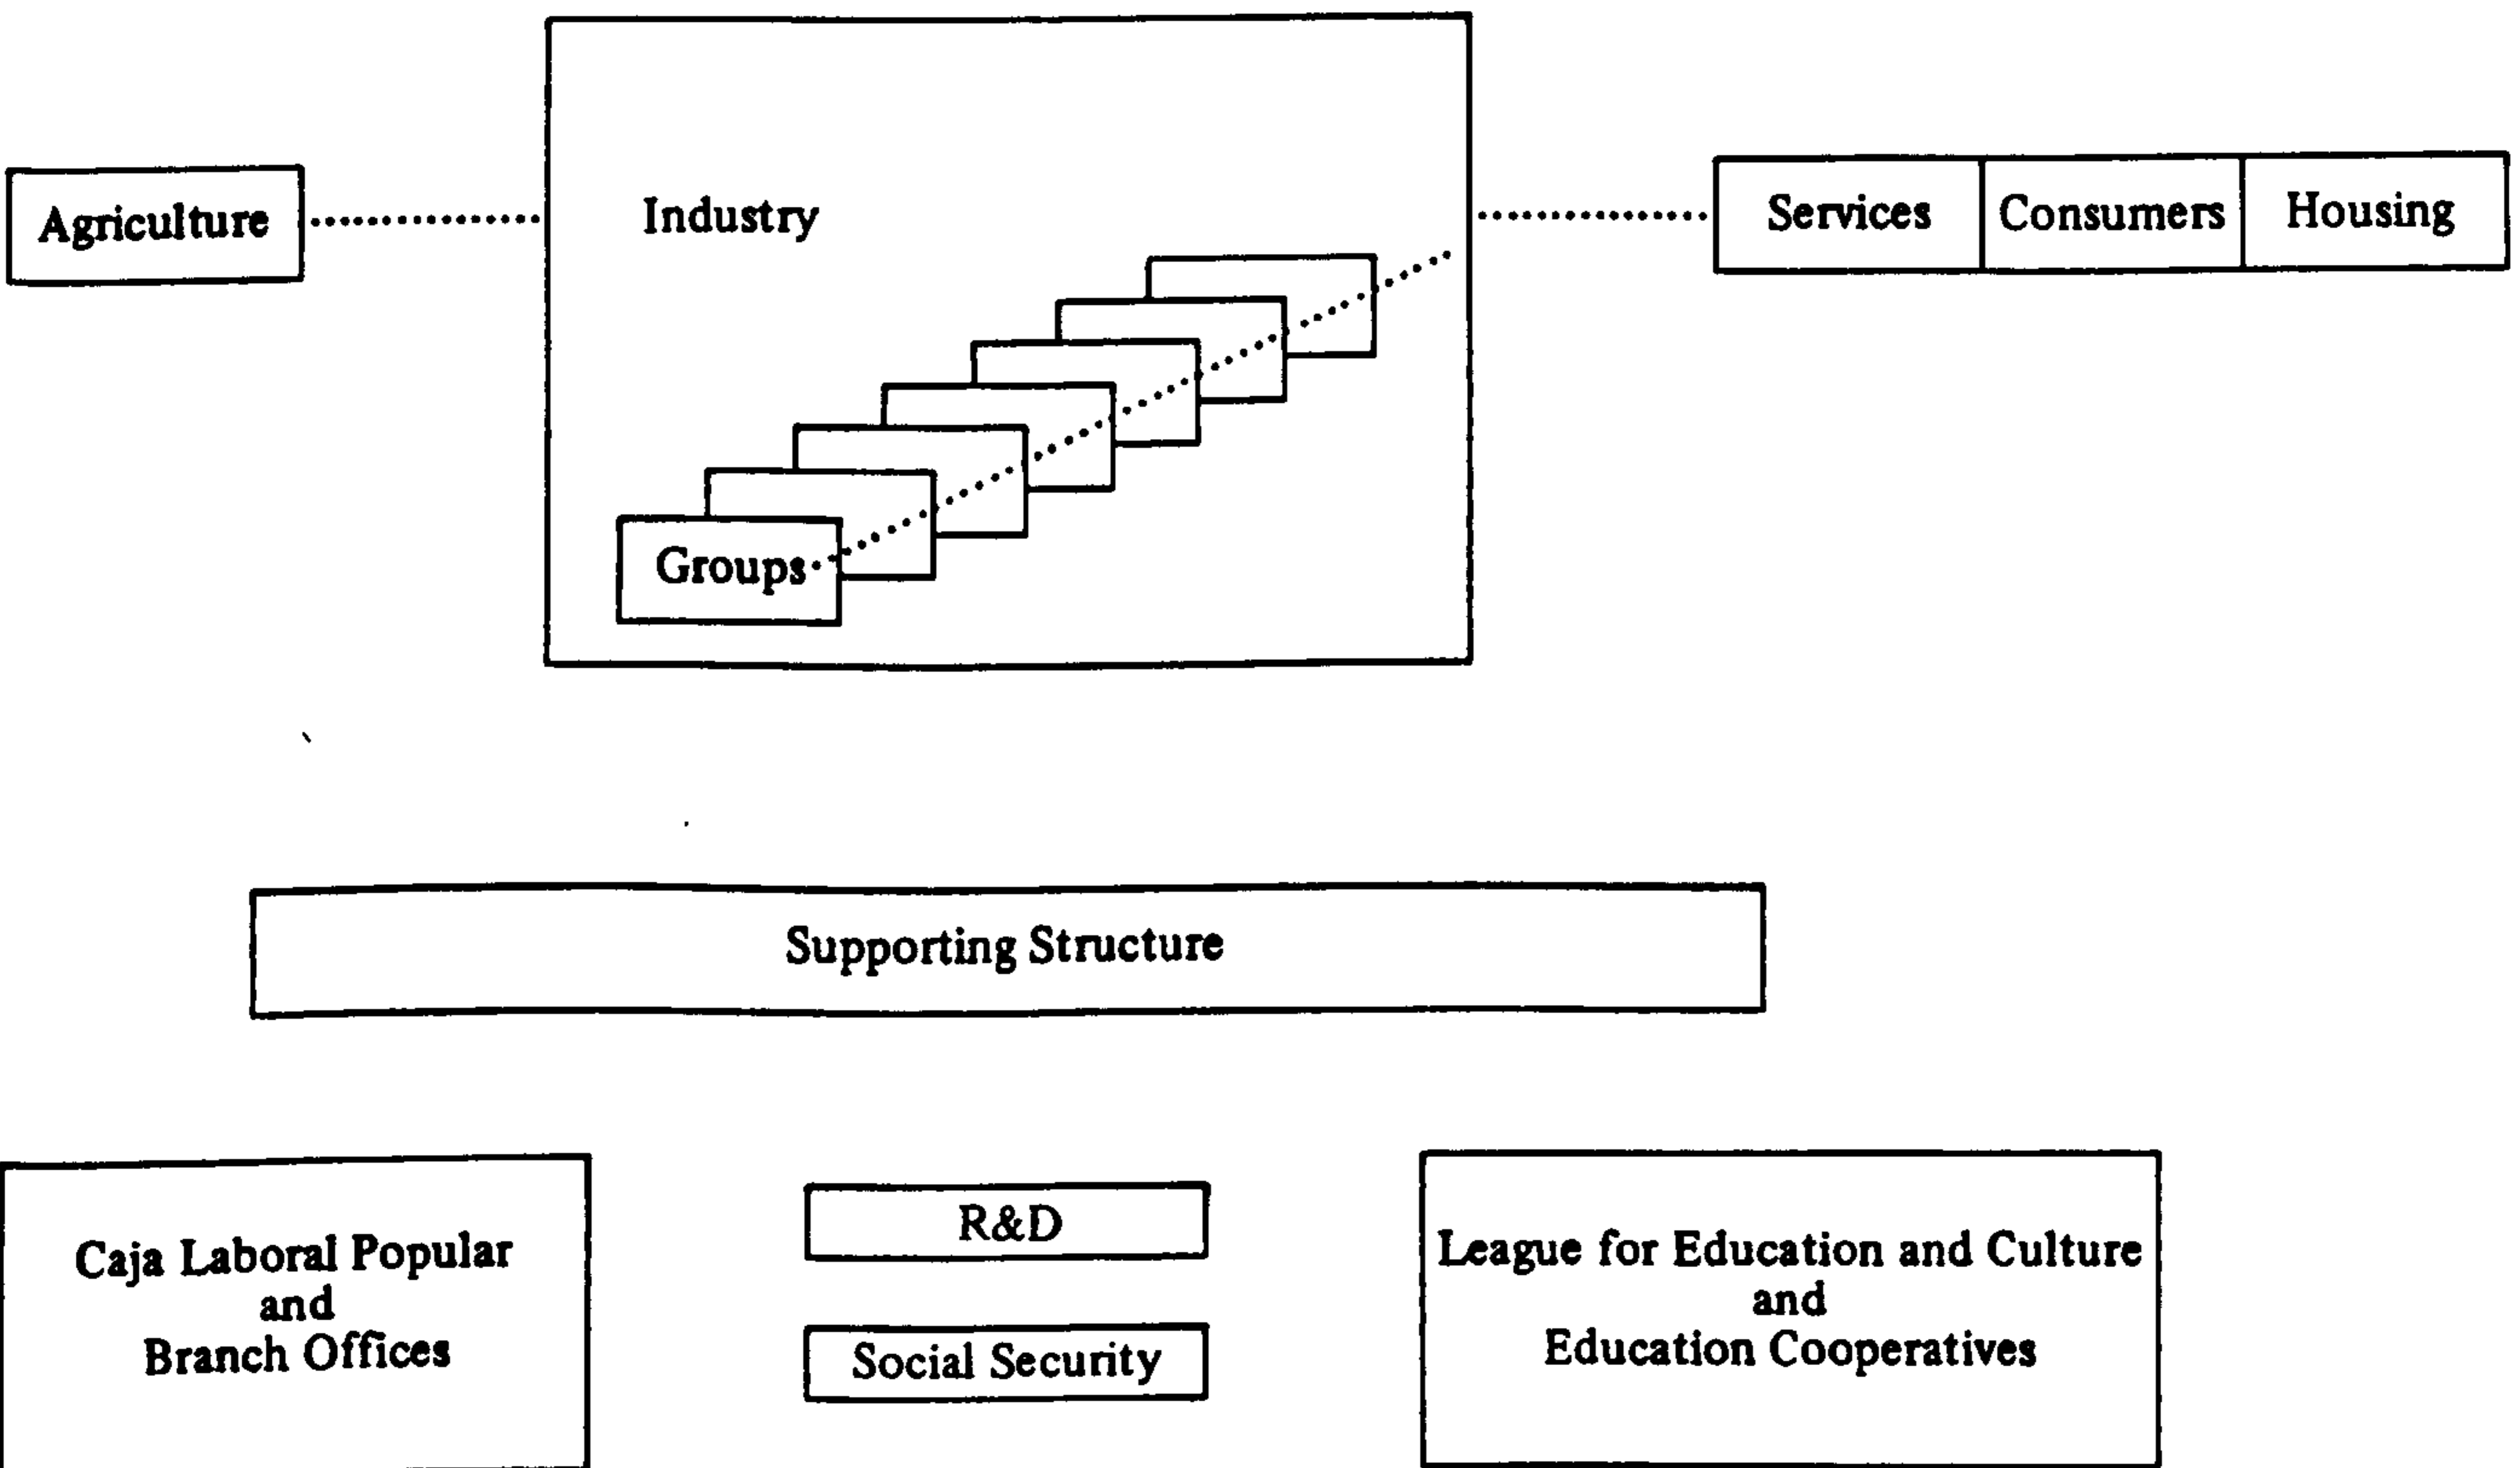 Agriculture
Industry
Services
Consumers
Housing
Groups
Supporting Structure
Caja Laboral Popular
and
Branch Offices
R&D
Social Security
League for Education and Culture
and
Education Cooperatives